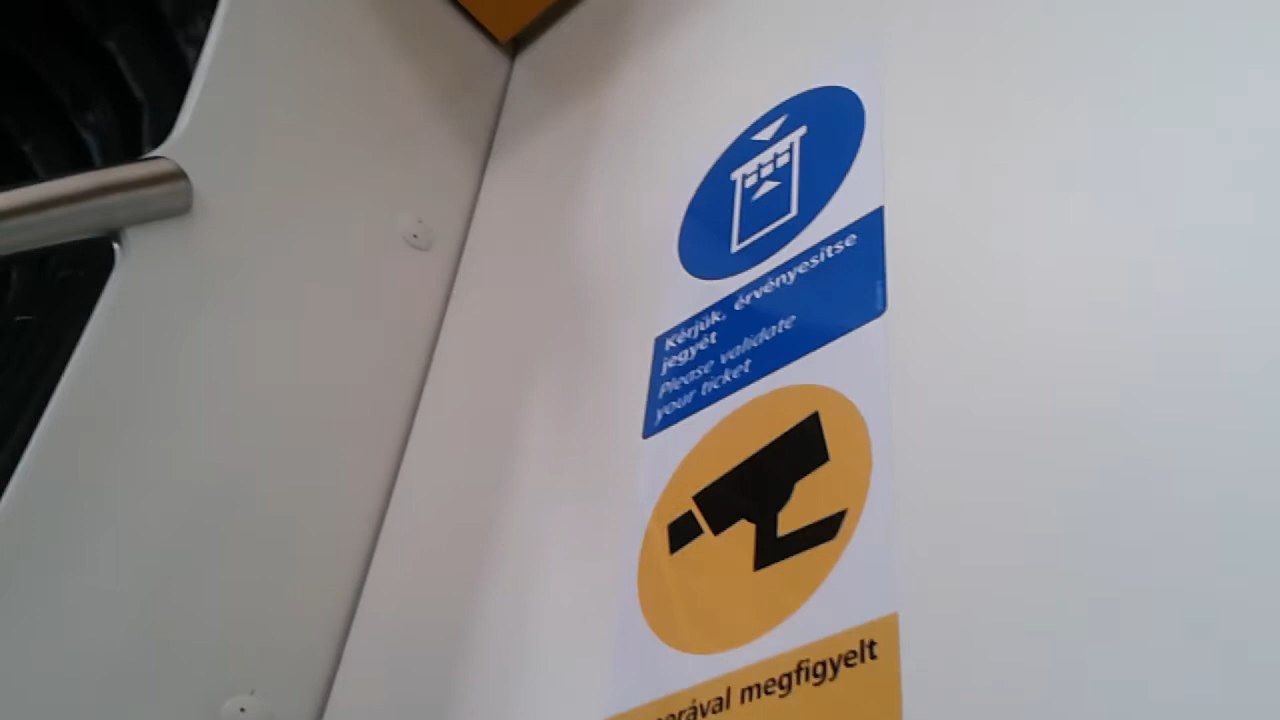 Kérjük, érvényesítse
jegyét
Please validate
your ticket
megfigyelt